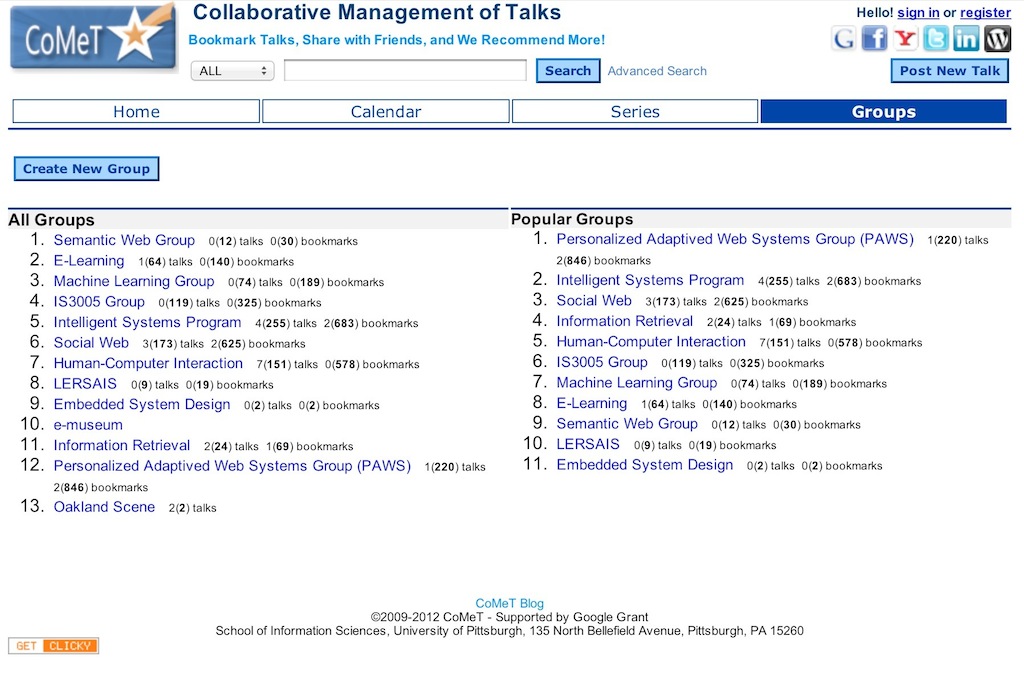 CoMeT
Collaborative Management of Talks
Bookmark Talks, Share with Friends, and We Recommend More!
Hello! sign in or register
ALL
Search
Advanced Search
Post New Talk
Home
Calendar
Series
Groups
Create New Group
All Groups
1. Semantic Web Group 0(12) talks 0(30) bookmarks
2. E-Learning 1(64) talks 0(140) bookmarks
3. Machine Learning Group 0(74) talks 0(189) bookmarks
4. IS3005 Group 0(119) talks 0(325) bookmarks
5. Intelligent Systems Program 4(255) talks 2(683) bookmarks
6. Social Web 3(173) talks 2(625) bookmarks
7. Human-Computer Interaction 7(151) talks 0(578) bookmarks
8. LERSAIS 0(9) talks 0(19) bookmarks
9. Embedded System Design 0(2) talks 0(2) bookmarks
10. e-museum
11. Information Retrieval 2(24) talks 1(69) bookmarks
12. Personalized Adaptived Web Systems Group (PAWS) 1(220) talks
2(846) bookmarks
13. Oakland Scene 2(2) talks
Popular Groups
1. Personalized Adaptived Web Systems Group (PAWS) 1(220) talks
2(846) bookmarks
2. Intelligent Systems Program 4(255) talks 2(683) bookmarks
3. Social Web 3(173) talks 2(625) bookmarks
4. Information Retrieval 2(24) talks 1(69) bookmarks
5. Human-Computer Interaction 7(151) talks 0(578) bookmarks
6. IS3005 Group 0(119) talks 0(325) bookmarks
7. Machine Learning Group 0(74) talks 0(189) bookmarks
8. E-Learning 1(64) talks 0(140) bookmarks
9. Semantic Web Group 0(12) talks 0(30) bookmarks
10. LERSAIS 0(9) talks 0(19) bookmarks
11. Embedded System Design 0(2) talks 0(2) bookmarks
CoMeT Blog
©2009-2012 CoMeT - Supported by Google Grant
School of Information Sciences, University of Pittsburgh, 135 North Bellefield Avenue, Pittsburgh, PA 15260
GET CLICKY